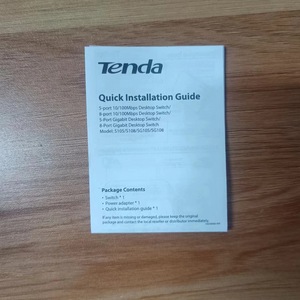 Tenda
Quick Installation Guide
5-port 10/100Mbps Desktop Switch/
8-port 10/100Mbps Desktop Switch/
5-Port Gigabit Desktop Switch/
8-Port Gigabit Desktop Switch
Model: S105/S108/SG105/SG108
Package Contents
• Switch * 1
• Power adapter * 1
• Quick installation guide * 1
If any item is missing or damaged, please keep the original
package and contact the local reseller or distributor immediately.